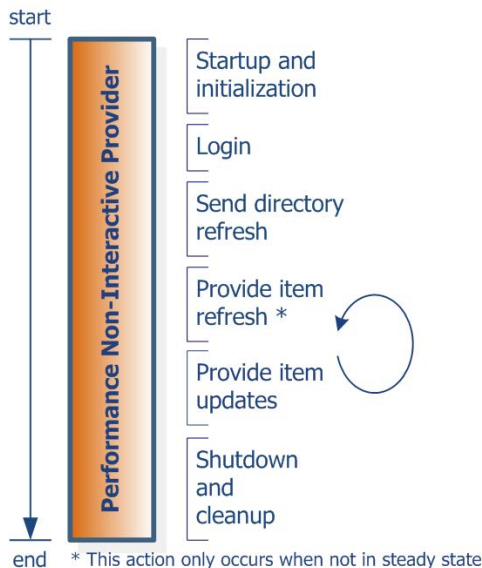 start
Performance Non-Interactive Provider
Startup and
initialization
Login
Send directory
refresh
Provide item
refresh *
Provide item
updates
Shutdown
and
cleanup
end
* This action only occurs when not in steady state